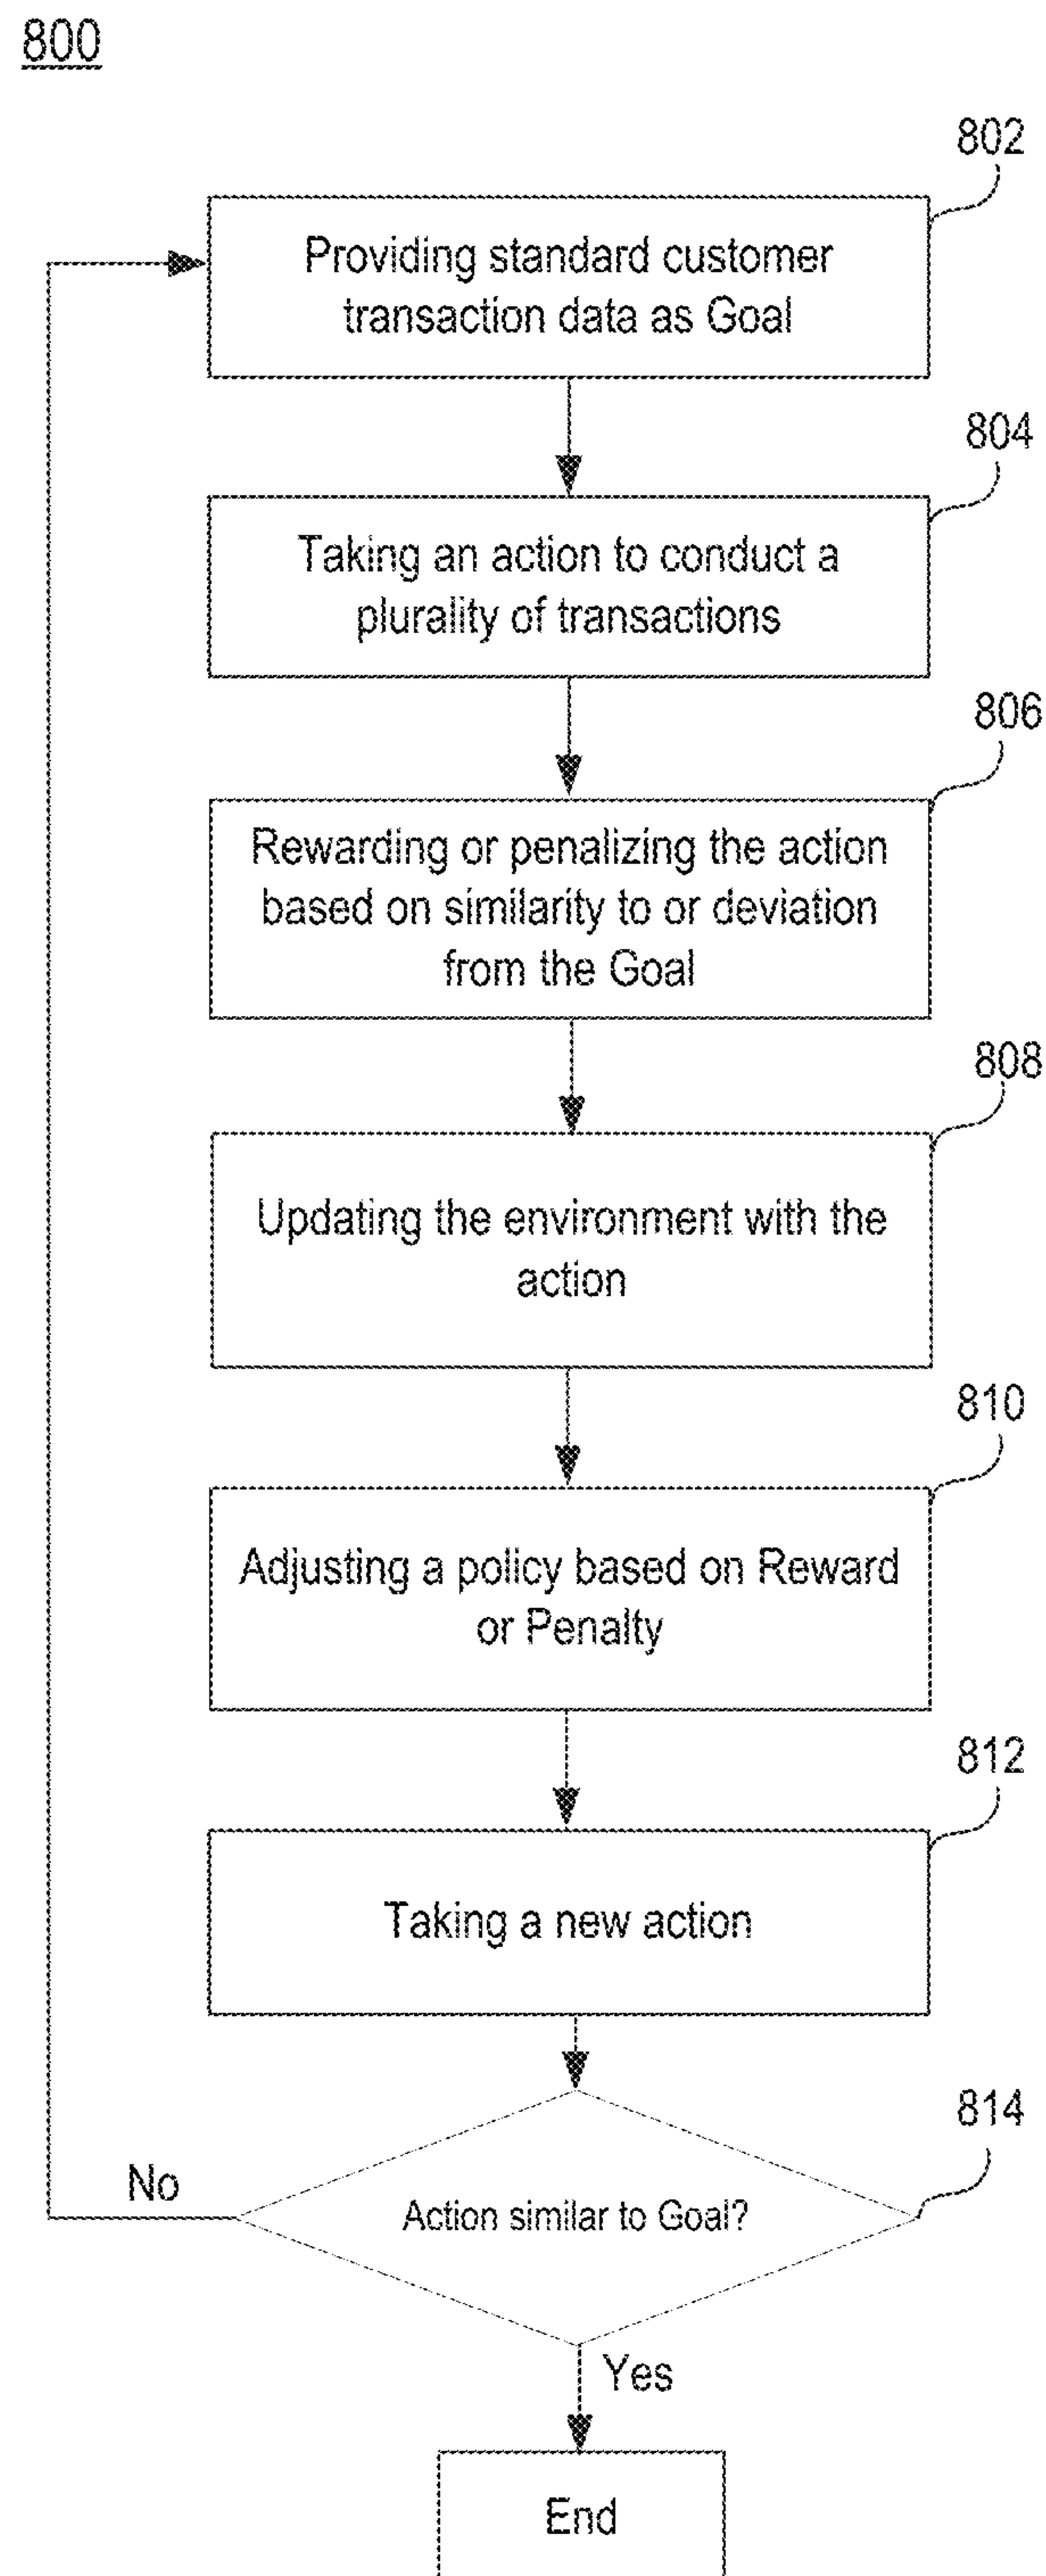 800
802
Providing standard customer
transaction data as Goal
804
Taking an action to conduct a
plurality of transactions
806
Rewarding or penalizing the action
based on similarity to or deviation
from the Goal
808
Updating the environment with the
action
810
Adjusting a policy based on Reward
or Penalty
812
Taking a new action
814
Action similar to Goal?
No
Yes
End